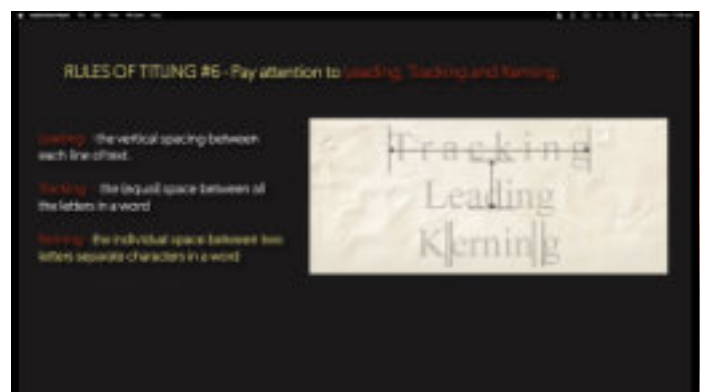 RULES OF TITLING #6 - Pay attention to Leading, Tracking and Kerning.
Leading - the vertical spacing between
each line of text.
Tracking - the (equal) space between all
the letters in a word
Kerning - the individual space between two
letters separate characters in a word
Tracking
Leading
Kerning